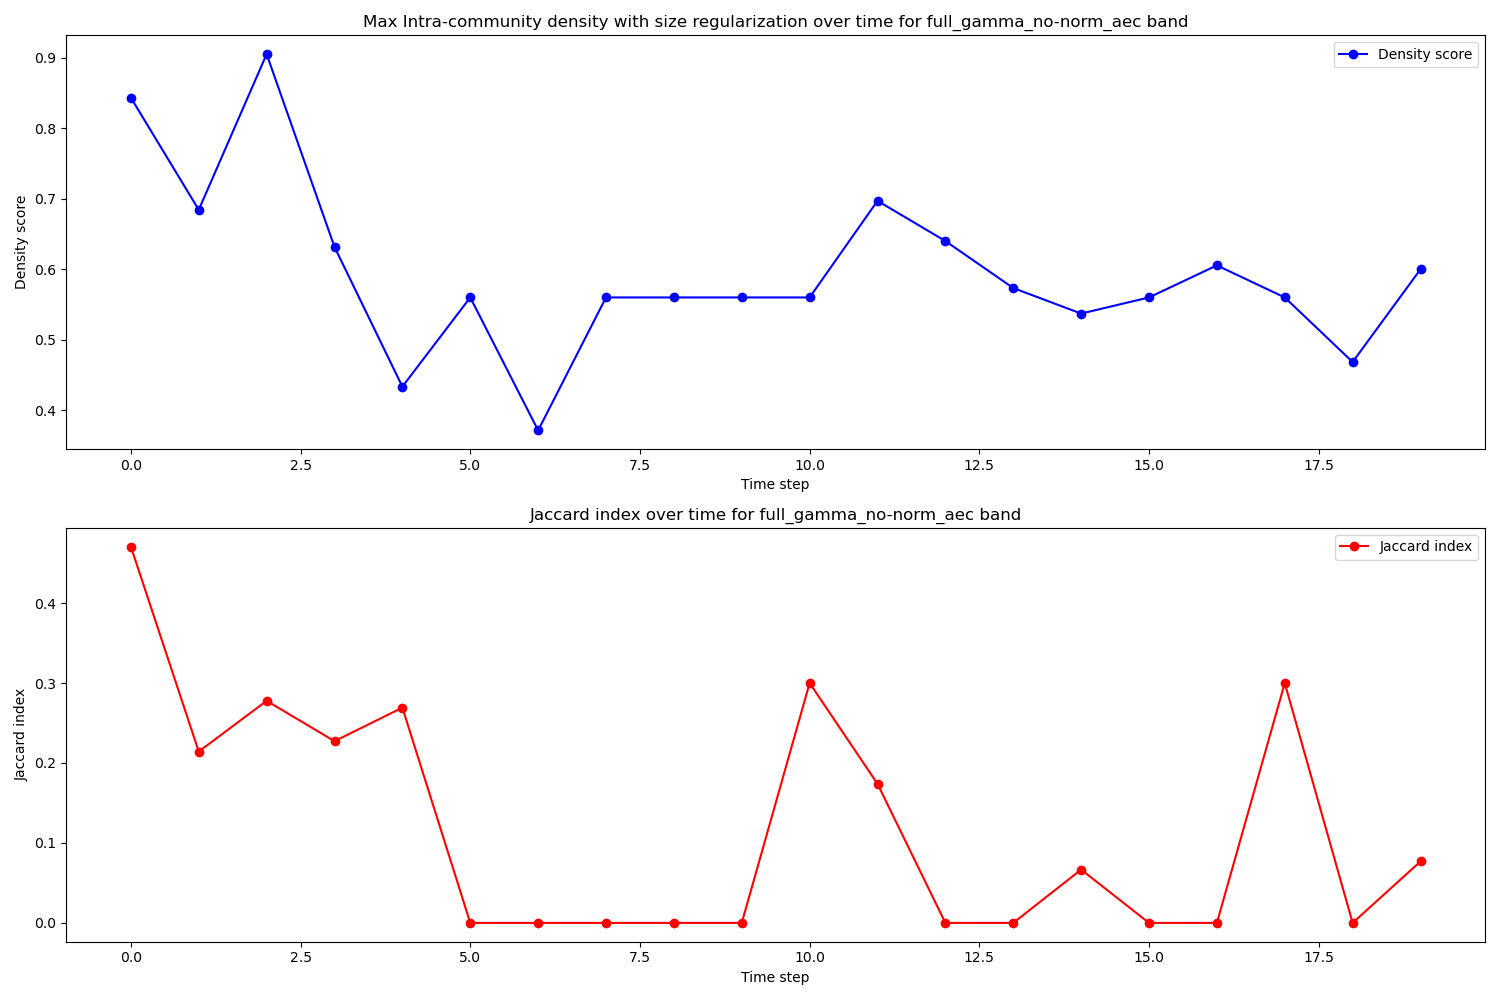 Max Intra-community density with size regularization over time for full_gamma_no-norm_aec band
Density score
0.9
0.8
0.7
0.6
0.5
0.4
Density score
0.0 2.5 5.0 7.5 10.0 12.5 15.0 17.5
Time step
Jaccard index over time for full_gamma_no-norm_aec band
Jaccard index
0.4
0.3
0.2
0.1
0.0
Jaccard index
0.0 2.5 5.0 7.5 10.0 12.5 15.0 17.5
Time step